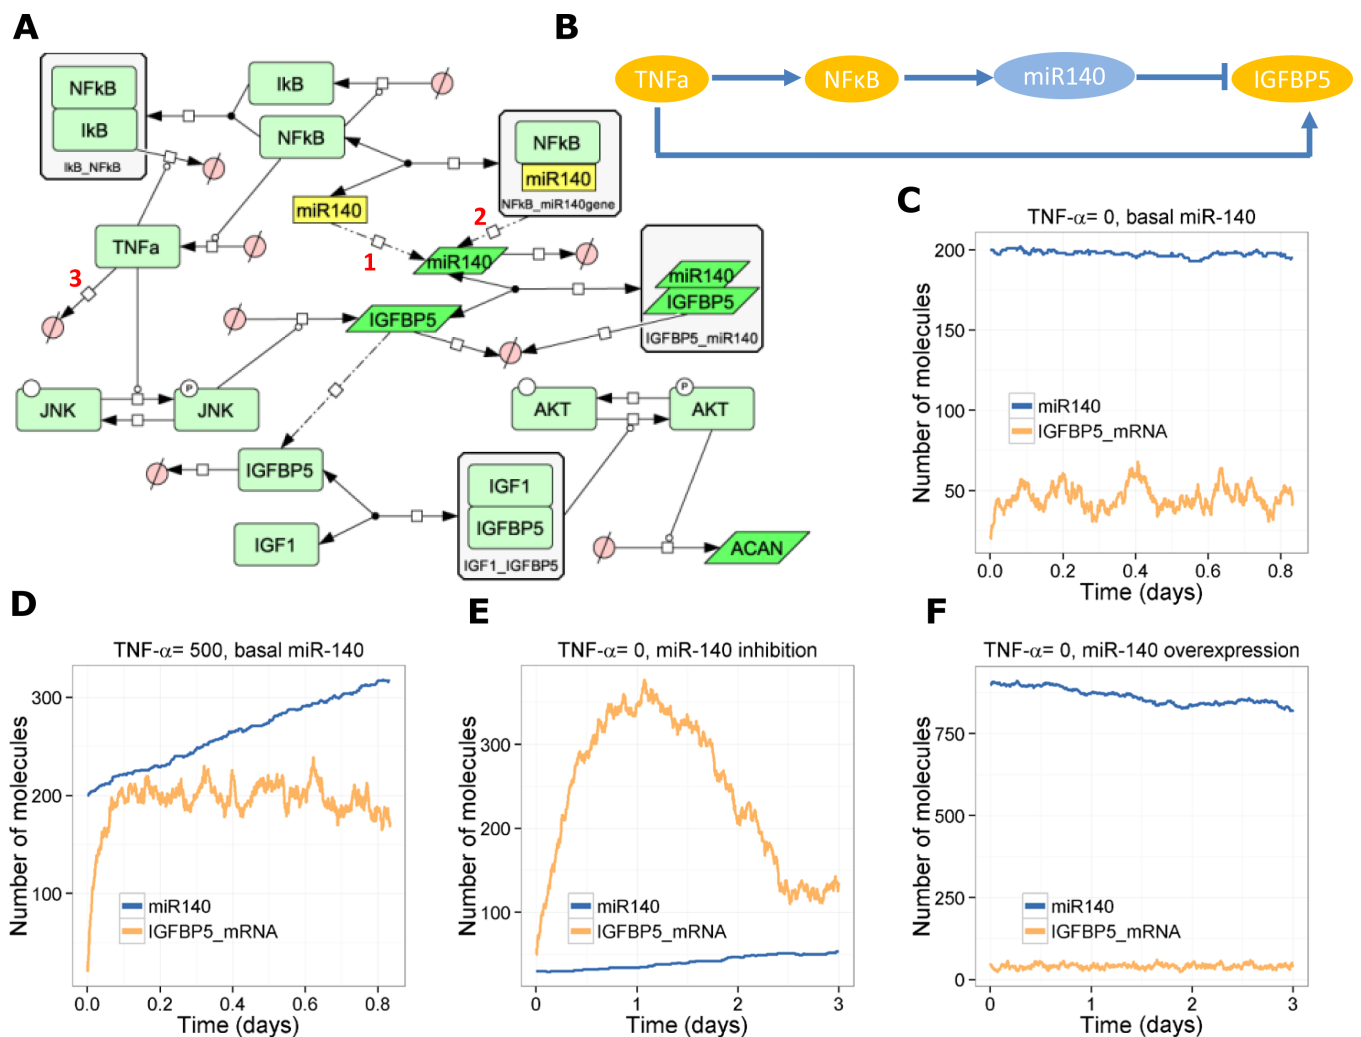 A
NFkB
IkB
IkB_NFkB
IkB
NFkB
NFkB
miR140
NFkB_miR140gene
miR140
2
1
miR140
TNFa
3
miR140
IGFBP5
IGFBP5_miR140
IGFBP5
JNK
P
JNK
AKT
P
AKT
IGFBP5
IGF1
IGF1
IGFBP5
IGF1_IGFBP5
ACAN
B
TNFa
NFκB
miR140
IGFBP5
C
TNF-α= 0, basal miR-140
Number of molecules
200
150
100
50
miR140
IGFBP5_mRNA
0.0 0.2 0.4 0.6 0.8
Time (days)
D
TNF-α= 500, basal miR-140
Number of molecules
300
200
100
miR140
IGFBP5_mRNA
0.0 0.2 0.4 0.6 0.8
Time (days)
E
TNF-α= 0, miR-140 inhibition
Number of molecules
300
200
100
miR140
IGFBP5_mRNA
0 1 2 3
Time (days)
F
TNF-α= 0, miR-140 overexpression
Number of molecules
750
500
250
0
miR140
IGFBP5_mRNA
0 1 2 3
Time (days)